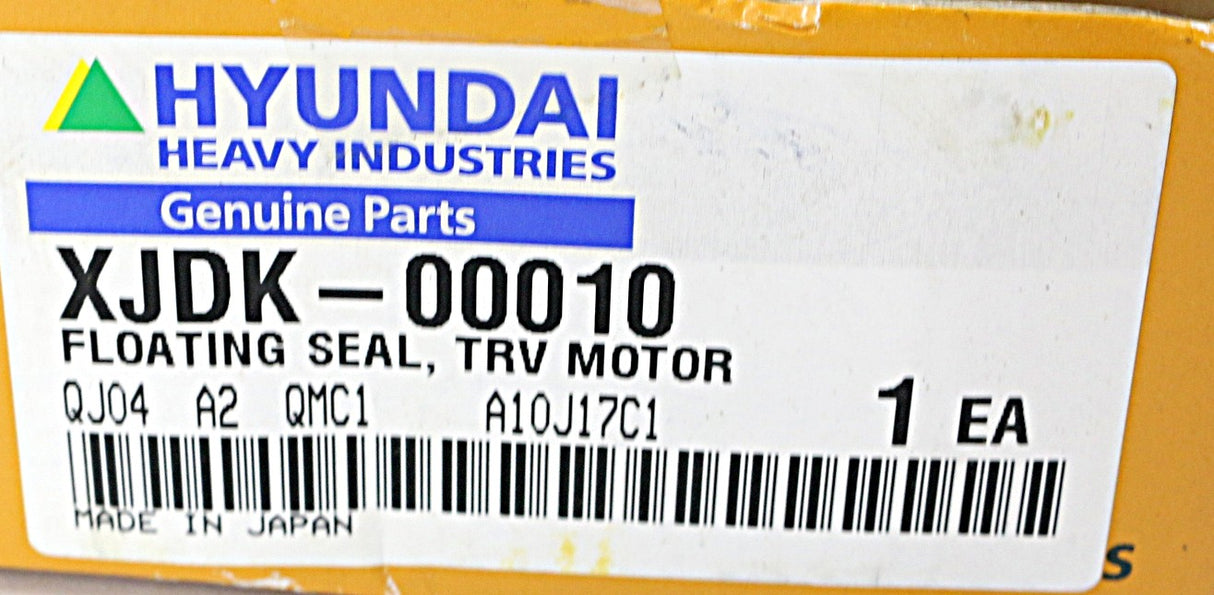 HYUNDAI
HEAVY INDUSTRIES
Genuine Parts
XJDK-00010
FLOATING SEAL, TRV MOTOR
QJ04 A2 QMC1 A10J17C1
1 EA
MADE IN JAPAN
S